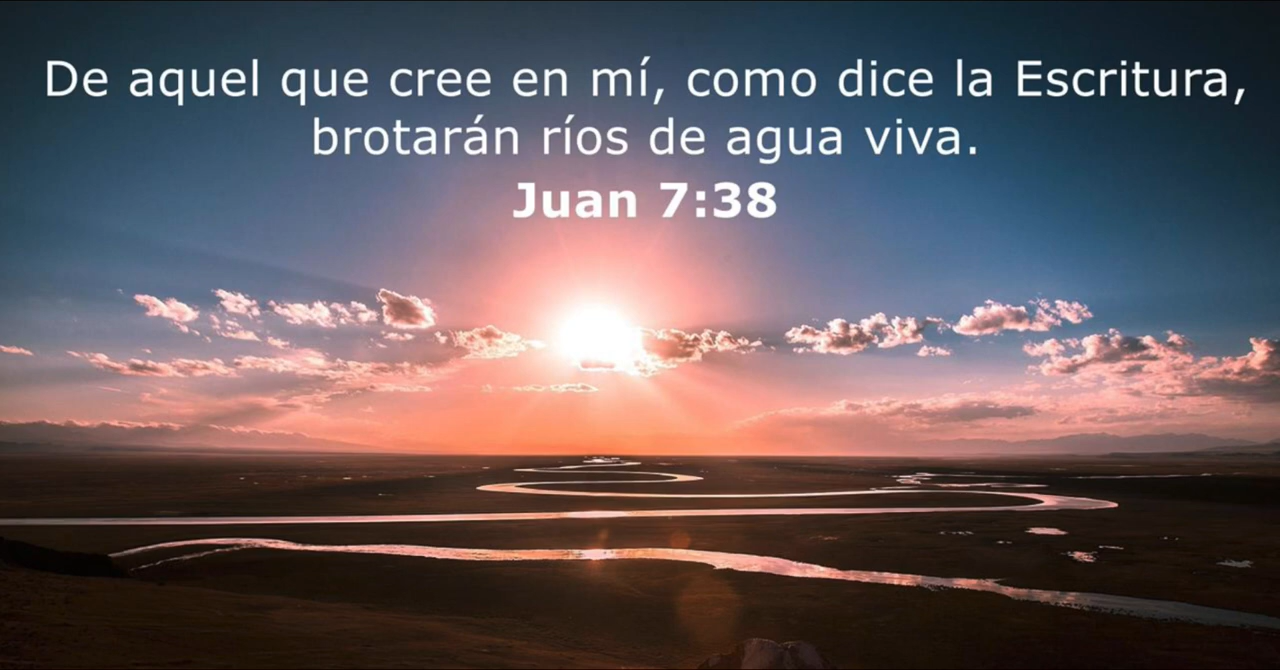 De aquel que cree en mí, como dice la Escritura,
brotarán ríos de agua viva.
Juan 7:38